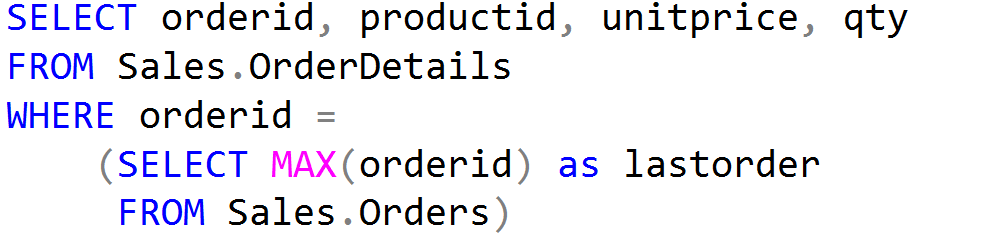 SELECT orderid, productid, unitprice, qty
FROM Sales.OrderDetails
WHERE orderid =
(SELECT MAX(orderid) as lastorder
FROM Sales.Orders)